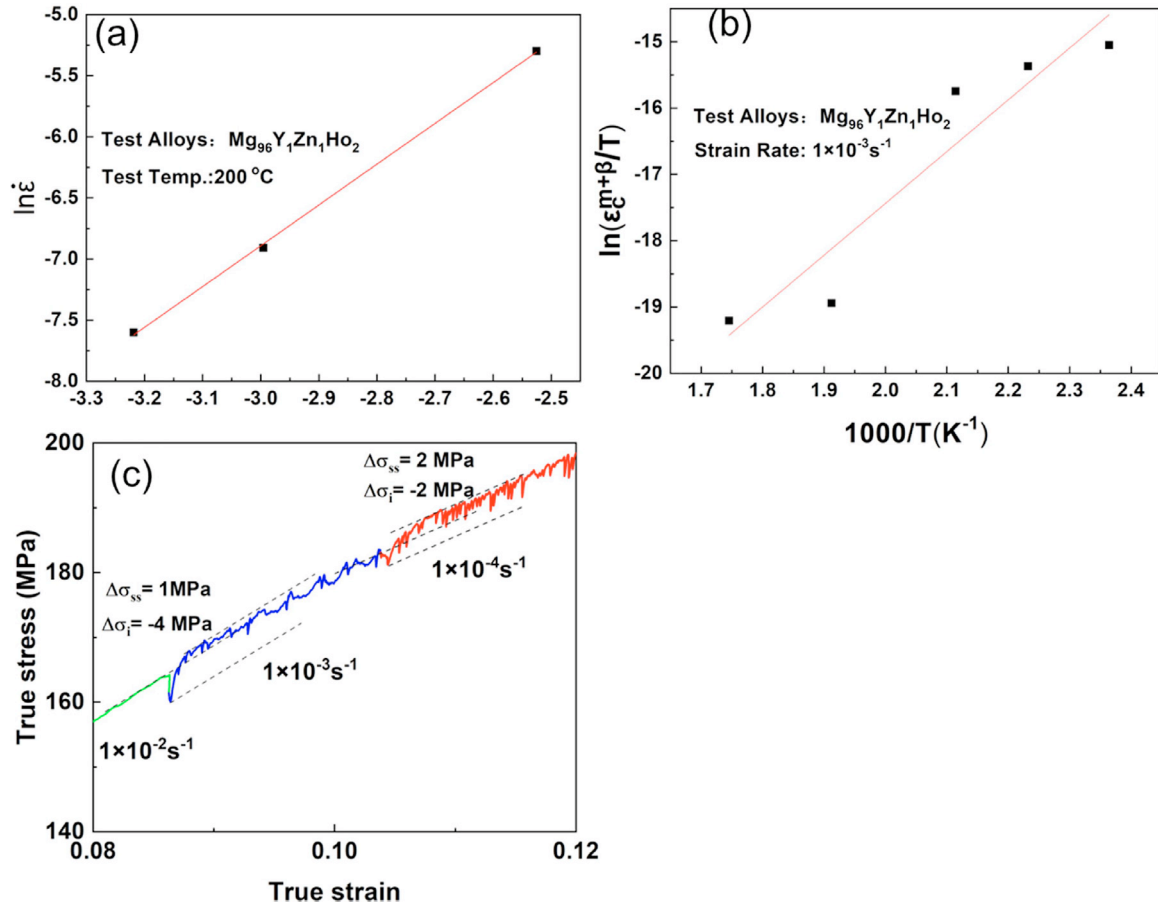 (a)
-5.0
-5.5
-6.0
-6.5
-7.0
-7.5
-8.0
lnε̇
Test Alloys: Mg₉₆Y₁Zn₁Ho₂
Test Temp.:200 °C
-3.3 -3.2 -3.1 -3.0 -2.9 -2.8 -2.7 -2.6 -2.5
(b)
-15
-16
-18
-19
-20
ln(ε_c^{m+β}/T)
Test Alloys: Mg₉₆Y₁Zn₁Ho₂
Strain Rate: 1×10⁻³s⁻¹
1.7 1.8 2.0 2.1 2.2 2.3 2.4
1000/T(K⁻¹)
(c)
200
180
160
140
True stress (MPa)
Δσss= 2 MPa
Δσi= -2 MPa
1×10⁻⁴s⁻¹
Δσss= 1MPa
Δσi= -4 MPa
1×10⁻³s⁻¹
1×10⁻²s⁻¹
0.08 0.10 0.12
True strain